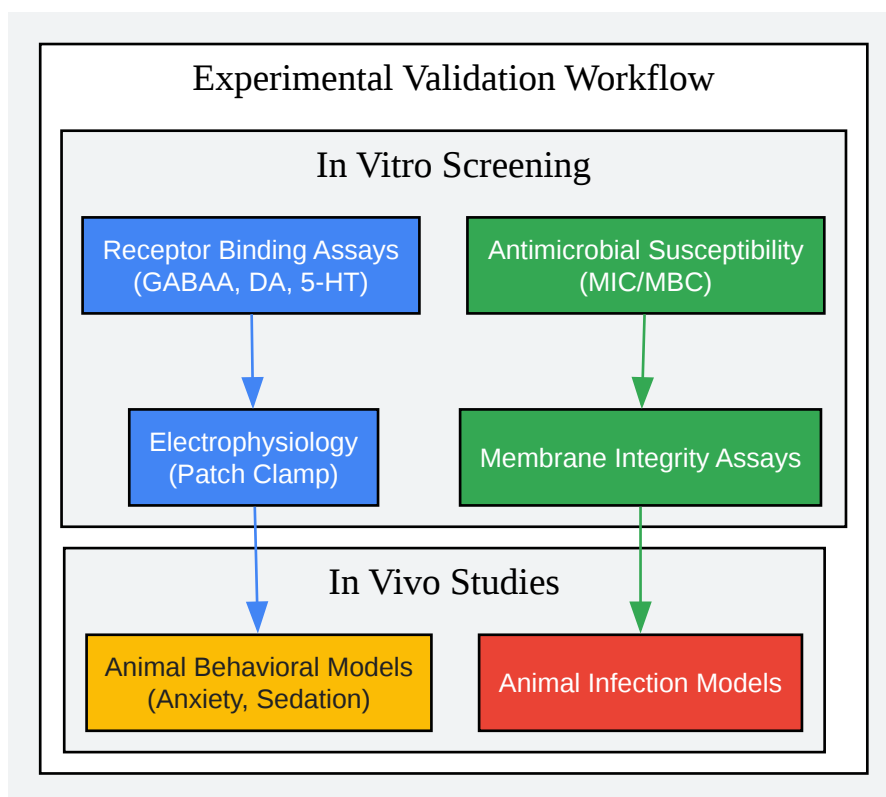 Experimental Validation Workflow
In Vitro Screening
Receptor Binding Assays
(GABAA, DA, 5-HT)
Antimicrobial Susceptibility
(MIC/MBC)
Electrophysiology
(Patch Clamp)
Membrane Integrity Assays
In Vivo Studies
Animal Behavioral Models
(Anxiety, Sedation)
Animal Infection Models